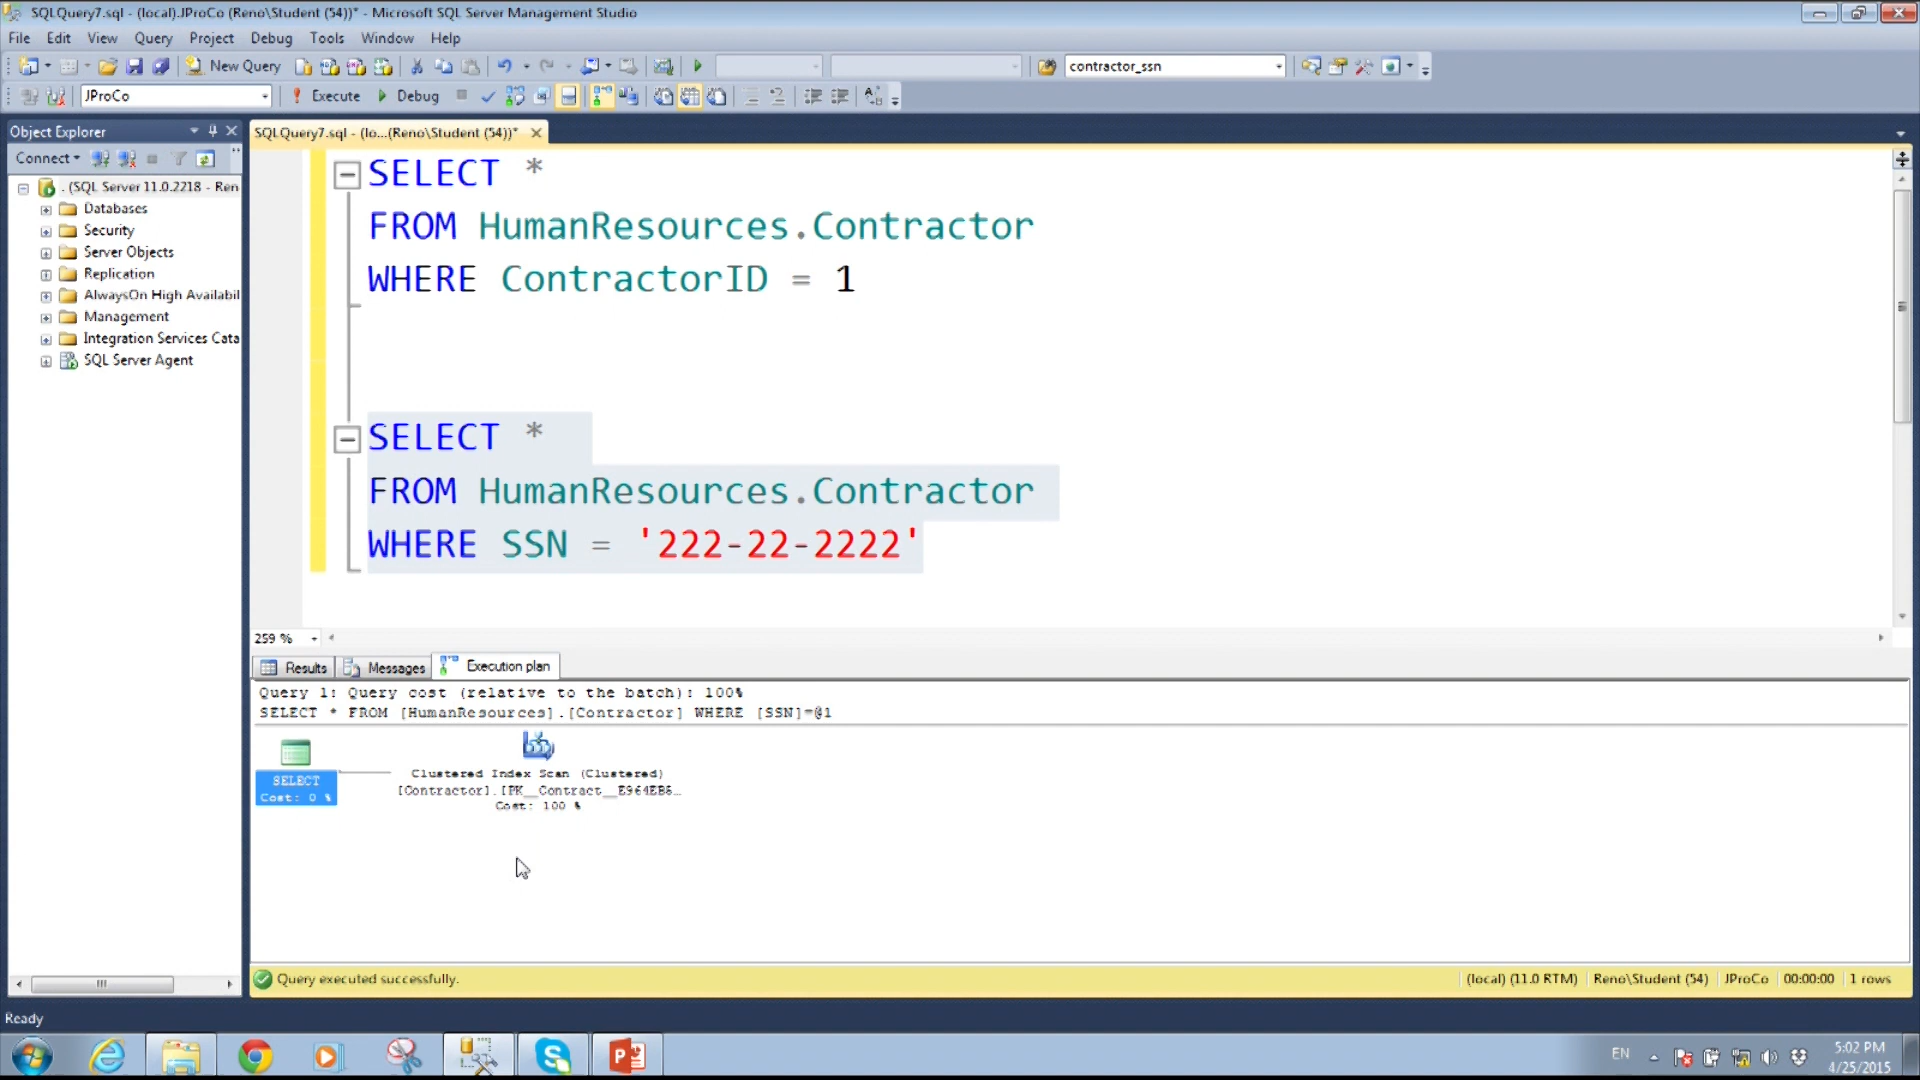 SQLQuery7.sql - (local).JProCo (Reno\Student (54))* - Microsoft SQL Server Management Studio
File Edit View Query Project Debug Tools Window Help
New Query contractor_ssn
JProCo Execute Debug
Object Explorer
SQLQuery7.sql - (lo...(Reno\Student (54))*
Connect
. (SQL Server 11.0.2218 - Ren
Databases
Security
Server Objects
Replication
AlwaysOn High Availabil
Management
Integration Services Cata
SQL Server Agent
SELECT *
FROM HumanResources.Contractor
WHERE ContractorID = 1
SELECT *
FROM HumanResources.Contractor
WHERE SSN = '222-22-2222'
259 %
Results Messages Execution plan
Query 1: Query cost (relative to the batch): 100%
SELECT * FROM [HumanResources].[Contractor] WHERE [SSN]=@1
SELECT
Cost: 0 %
Clustered Index Scan (Clustered)
[Contractor].[PK__Contract__E964EB6...
Cost: 100 %
Query executed successfully.
(local) (11.0 RTM) Reno\Student (54) JProCo 00:00:00 1 rows
Ready
EN
5:02 PM
4/25/2015